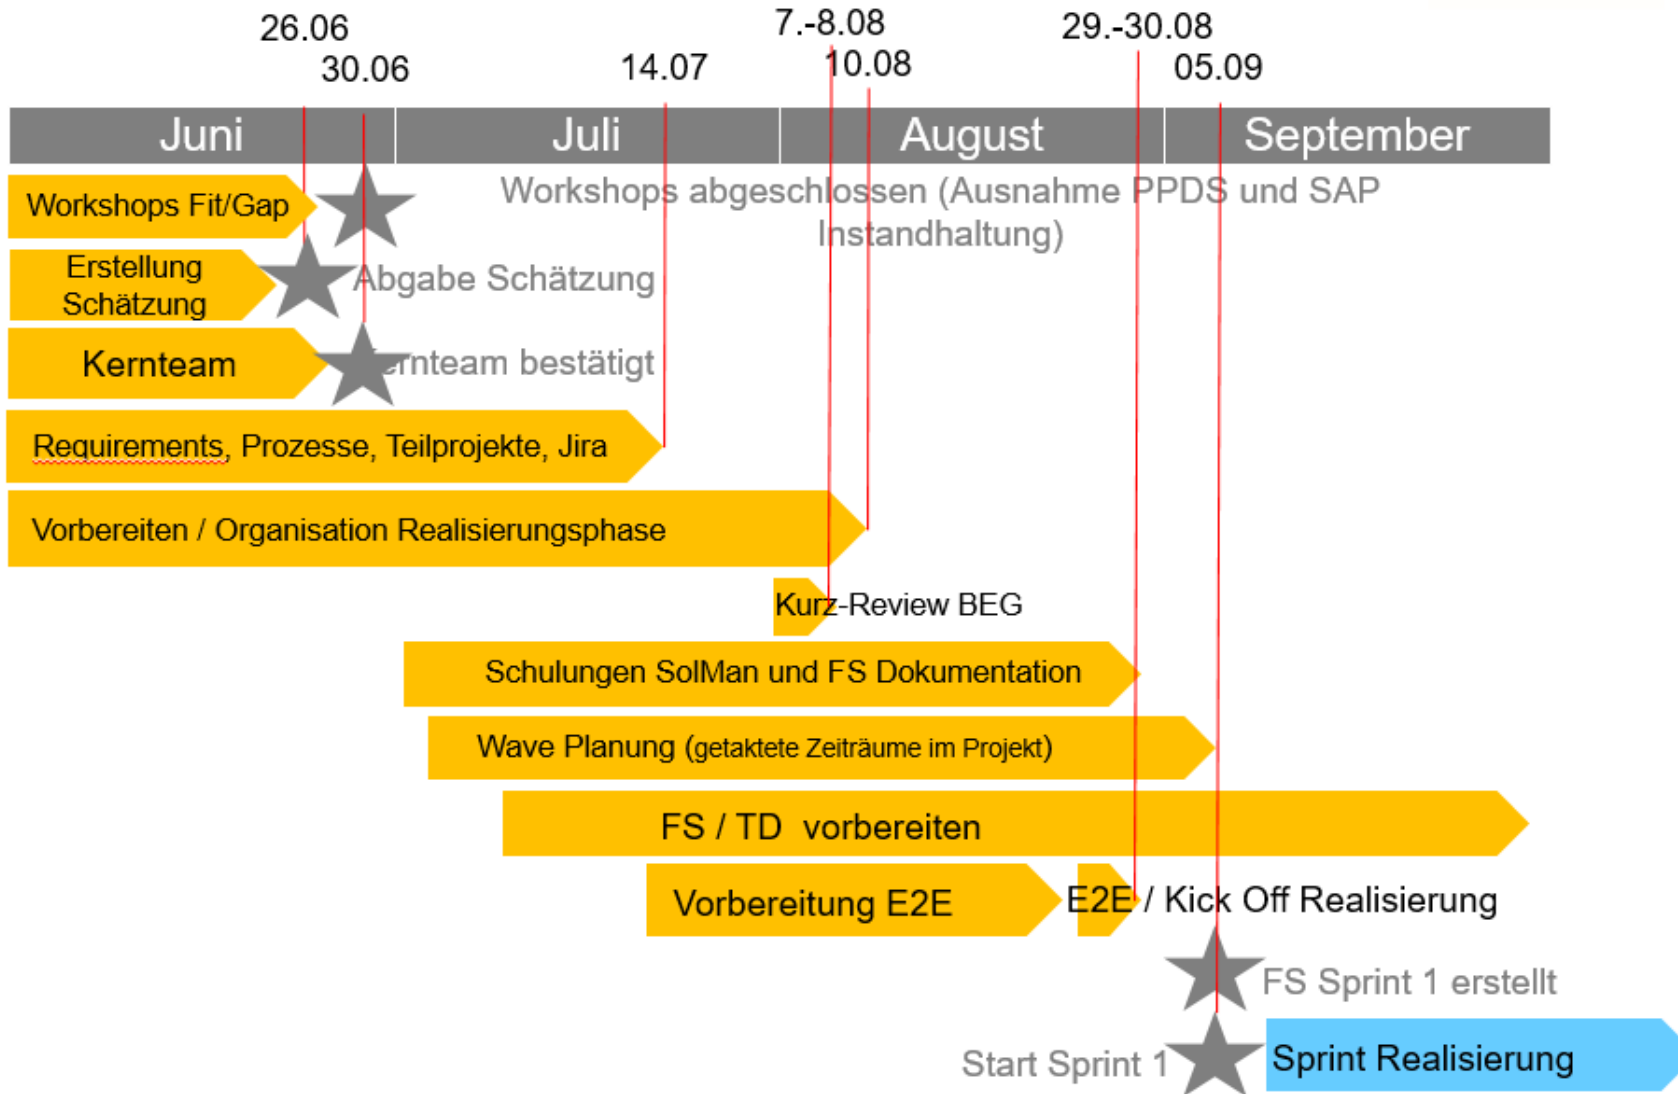 26.06
30.06
14.07
7.-8.08
10.08
29.-30.08
05.09
Juni
Juli
August
September
Workshops Fit/Gap
Workshops abgeschlossen (Ausnahme PPDS und SAP
Instandhaltung)
Erstellung
Schätzung
Abgabe Schätzung
Kernteam
Kernteam bestätigt
Requirements, Prozesse, Teilprojekte, Jira
Vorbereiten / Organisation Realisierungsphase
Kurz-Review BEG
Schulungen SolMan und FS Dokumentation
Wave Planung (getaktete Zeiträume im Projekt)
FS / TD vorbereiten
Vorbereitung E2E
E2E / Kick Off Realisierung
FS Sprint 1 erstellt
Start Sprint 1
Sprint Realisierung